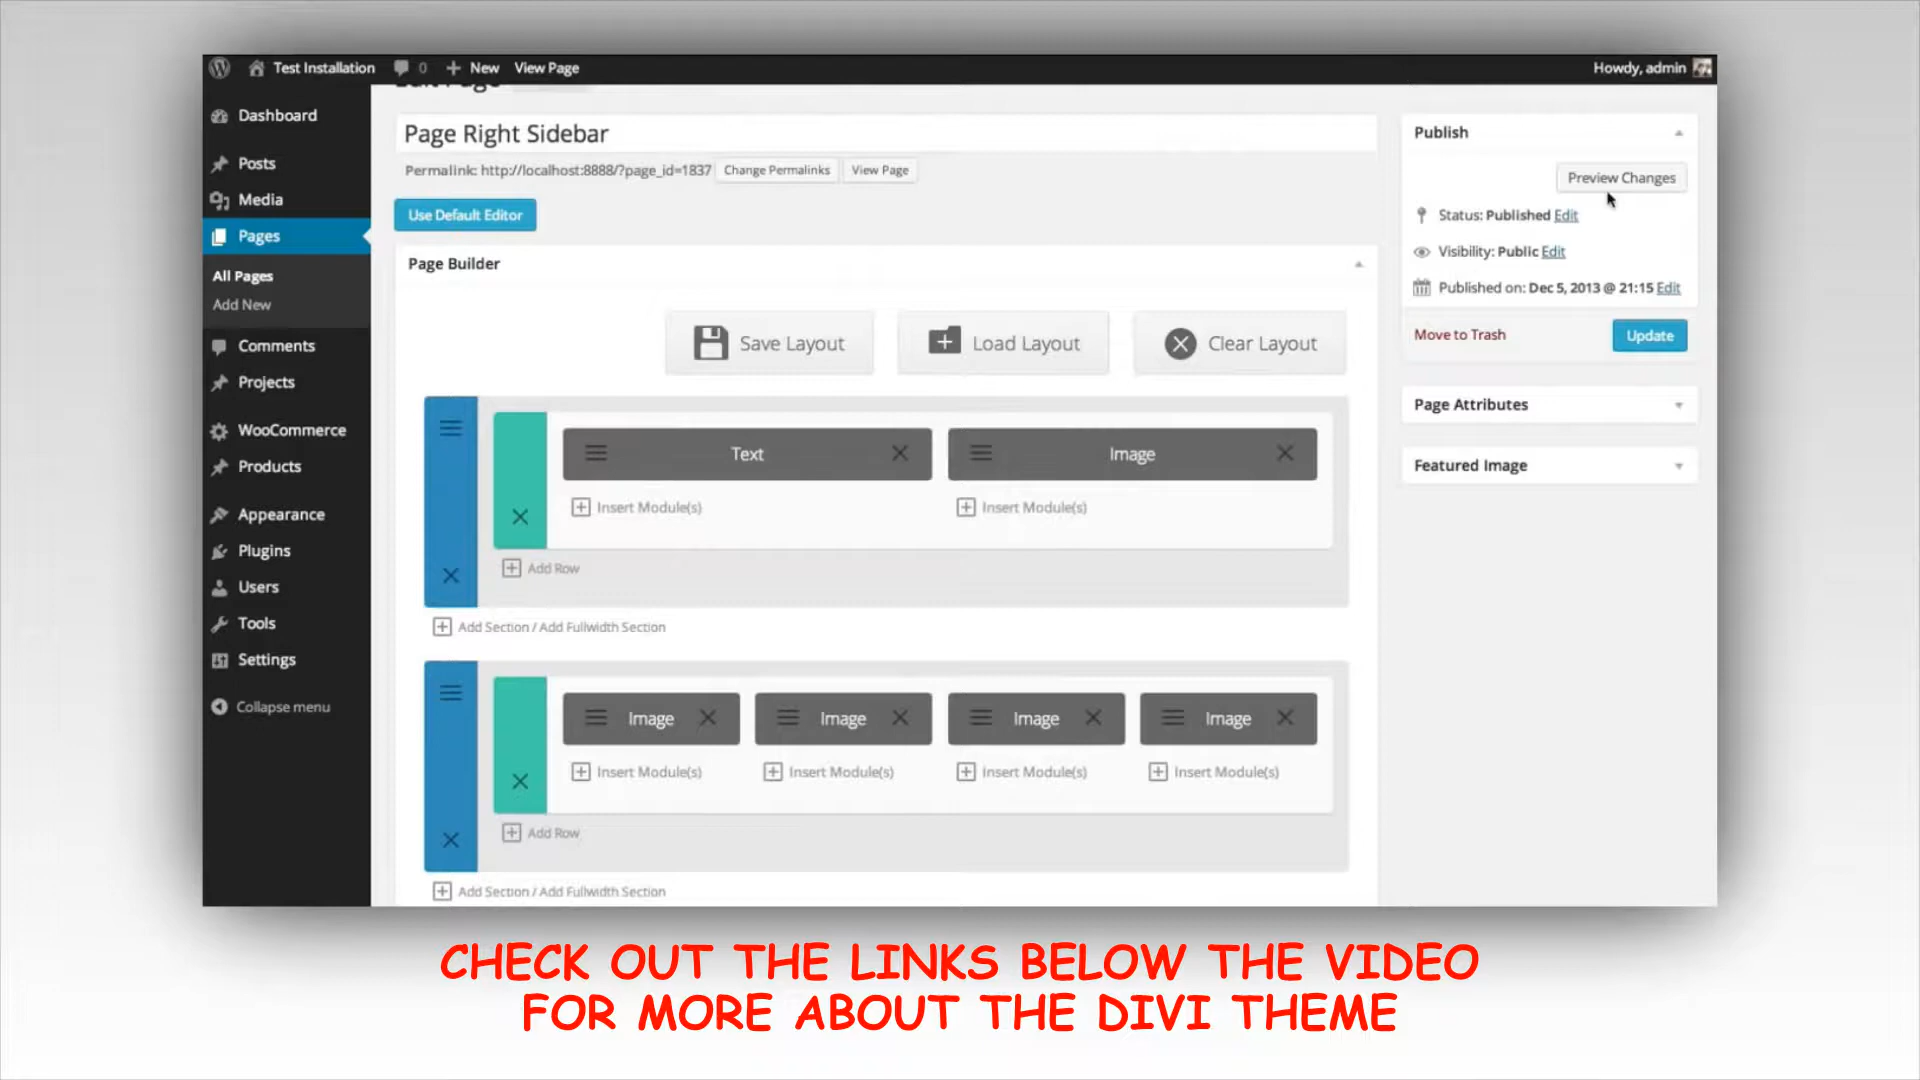 Test Installation 0 New View Page Howdy, admin
Edit Page
Dashboard
Posts
Media
Pages
All Pages
Add New
Comments
Projects
WooCommerce
Products
Appearance
Plugins
Users
Tools
Settings
Collapse menu
Page Right Sidebar
Permalink: http://localhost:8888/?page_id=1837 Change Permalinks View Page
Use Default Editor
Page Builder
Save Layout Load Layout Clear Layout
Text Image
Insert Module(s) Insert Module(s)
Add Row
Add Section / Add Fullwidth Section
Image Image Image Image
Insert Module(s) Insert Module(s) Insert Module(s) Insert Module(s)
Add Row
Add Section / Add Fullwidth Section
Publish
Preview Changes
Status: Published Edit
Visibility: Public Edit
Published on: Dec 5, 2013 @ 21:15 Edit
Move to Trash Update
Page Attributes
Featured Image
CHECK OUT THE LINKS BELOW THE VIDEO
FOR MORE ABOUT THE DIVI THEME